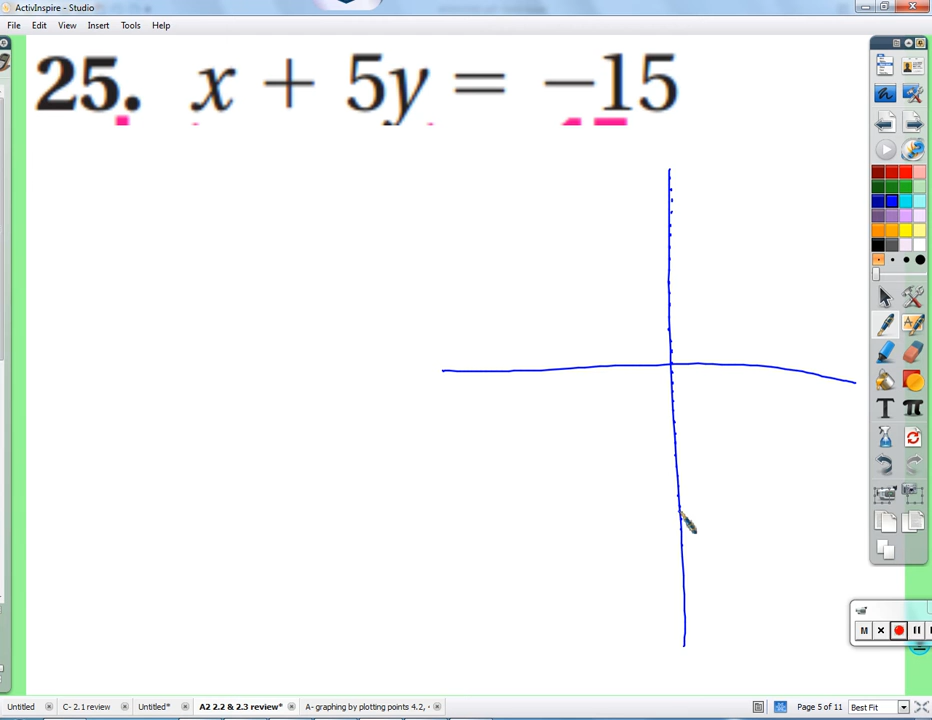 ActivInspire - Studio
File Edit View Insert Tools Help
25. x + 5y = −15
M
Untitled C- 2.1 review Untitled* A2 2.2 & 2.3 review* A- graphing by plotting points 4.2, Page 5 of 11 Best Fit